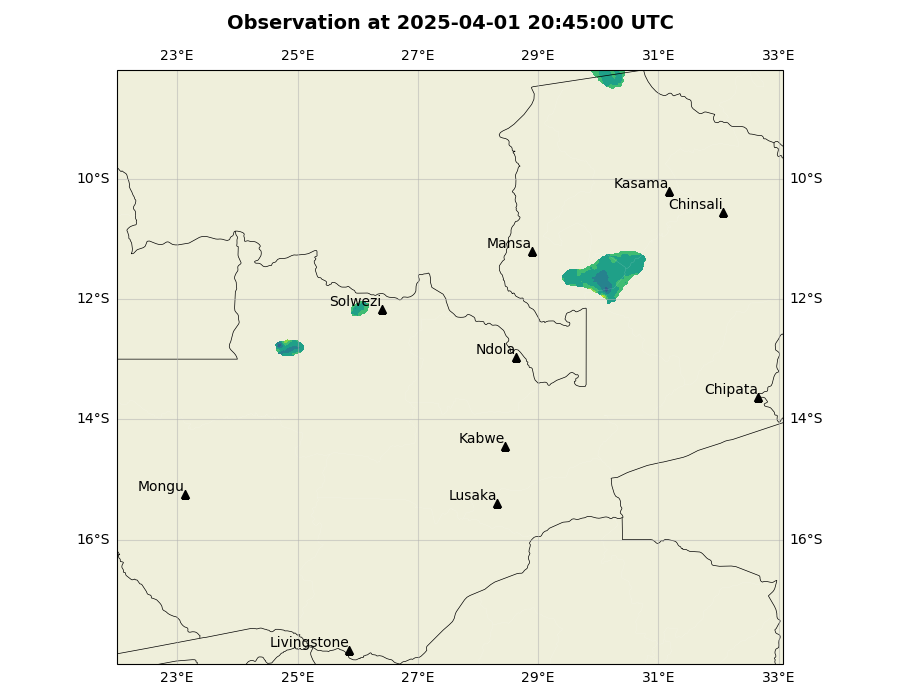 Observation at 2025-04-01 20:45:00 UTC
23°E 25°E 27°E 29°E 31°E 33°E
10°S 10°S
Kasama
Chinsali
Mansa
12°S 12°S
Solwezi
Ndola
Chipata
14°S 14°S
Kabwe
Mongu
Lusaka
16°S 16°S
Livingstone
23°E 25°E 27°E 29°E 31°E 33°E